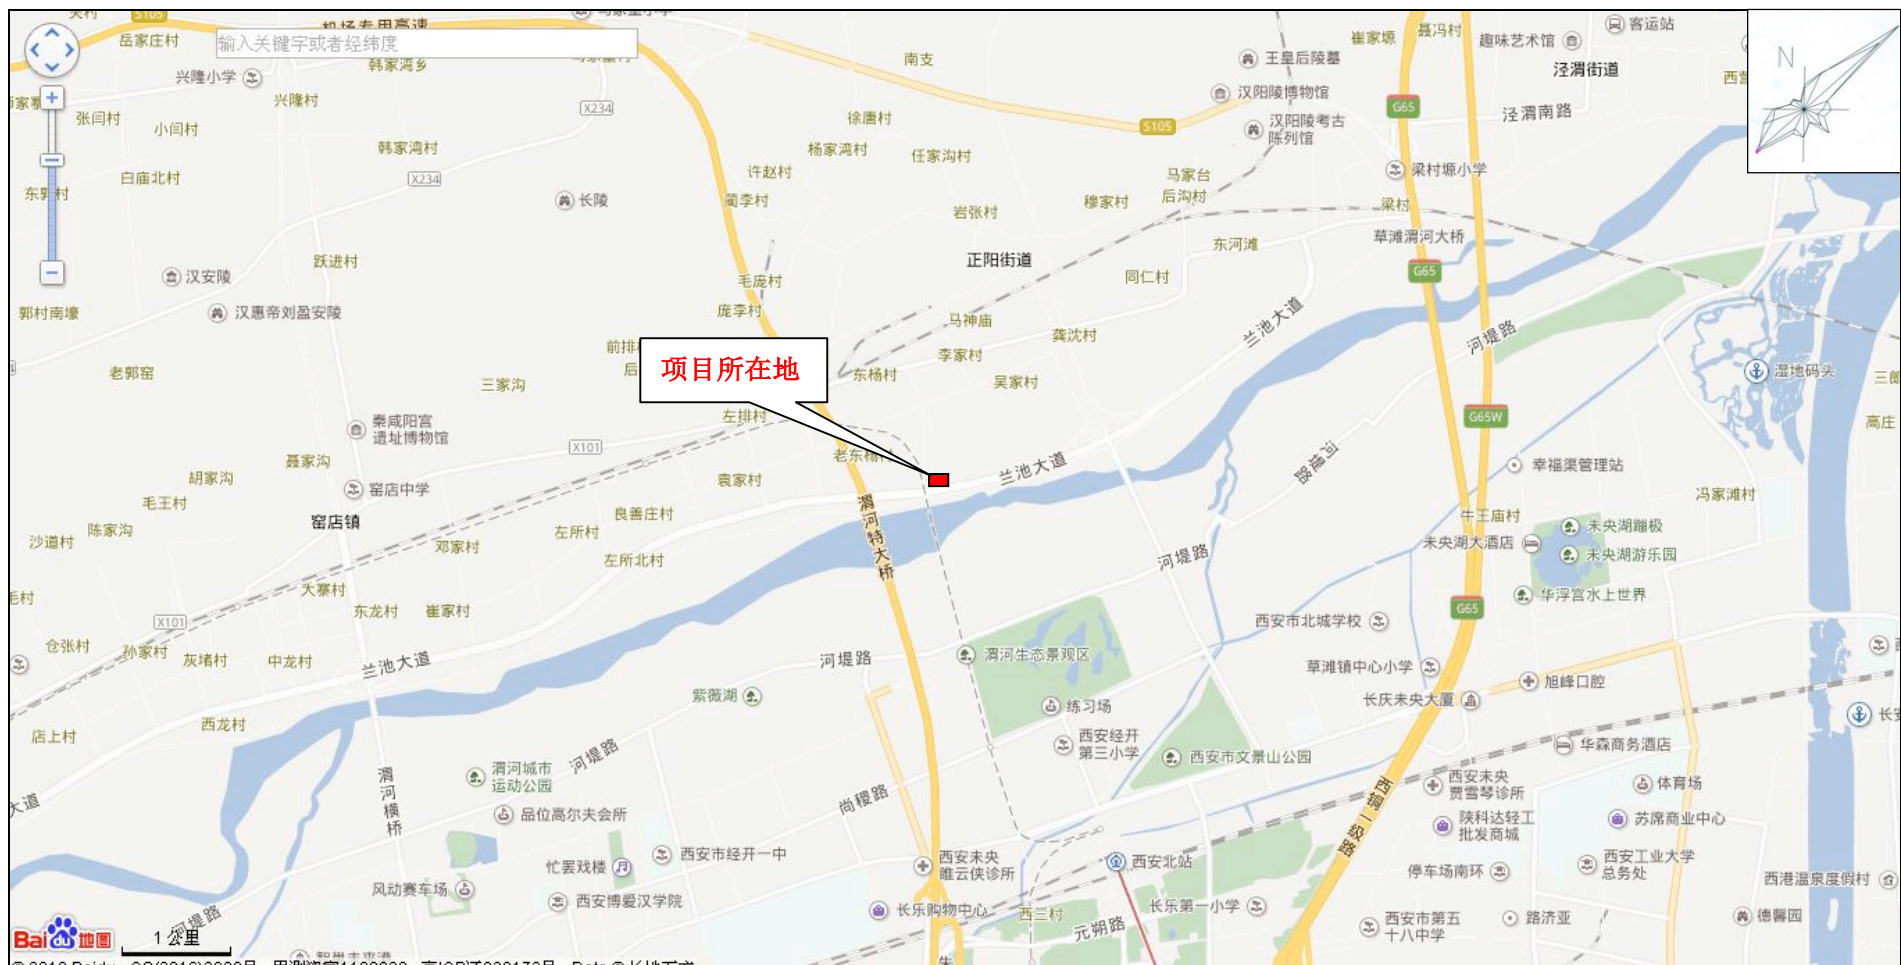 S105
机场专用高速
岳家庄村
输入关键字或者经纬度
兴隆小学
韩家湾乡
兴隆村
张闫村
小闫村
X234
韩家湾村
白庙北村
X234
东郭村
长陵
南支
徐唐村
杨家湾村
任家沟村
许赵村
蔺李村
岩张村
穆家村
马家台
后沟村
S105
王皇后陵墓
汉阳陵博物馆
汉阳陵考古
陈列馆
崔家塬
聂冯村
趣味艺术馆
客运站
泾渭街道
泾渭南路
G65
梁村塬小学
梁村
草滩渭河大桥
G65
N
跃进村
汉安陵
郭村南壕
汉惠帝刘盈安陵
毛庞村
庞李村
正阳街道
东河滩
同仁村
马神庙
龚沈村
李家村
吴家村
兰池大道
河堤路
湿地码头
高庄
老郭窑
三家沟
项目所在地
东杨村
左排村
秦咸阳宫
遗址博物馆
X101
聂家沟
胡家沟
毛王村
窑店中学
窑店镇
陈家沟
沙道村
袁家村
兰池大道
良善庄村
左所村
左所北村
邓家村
渭河特大桥
河堤路
G65W
幸福渠管理站
冯家滩村
牛王庙村
未央湖蹦极
未央湖大酒店
未央湖游乐园
华浮宫水上世界
G65
河堤路
大寨村
X101
东龙村
崔家村
仓张村
孙家村
灰堵村
中龙村
兰池大道
河堤路
渭河生态景观区
紫薇湖
西安市北城学校
草滩镇中心小学
长庆未央大厦
旭峰口腔
练习场
西安经开
第三小学
西安市文景山公园
华森商务酒店
店上村
西龙村
渭河横桥
渭河城市
运动公园
河堤路
品位高尔夫会所
尚稷路
西铜一级路
西安未央
贾雪琴诊所
体育场
陕科达轻工
批发商城
苏席商业中心
西安市经开一中
忙罢戏楼
风动赛车场
西安博爱汉学院
西安未央
睢云侠诊所
西安北站
长乐购物中心
西三村
元朔路
长乐第一小学
停车场南环
西安工业大学
总务处
西港温泉度假村
西安市第五
十八中学
路济亚
德馨园
河堤路
Bai du 地图
1 公里